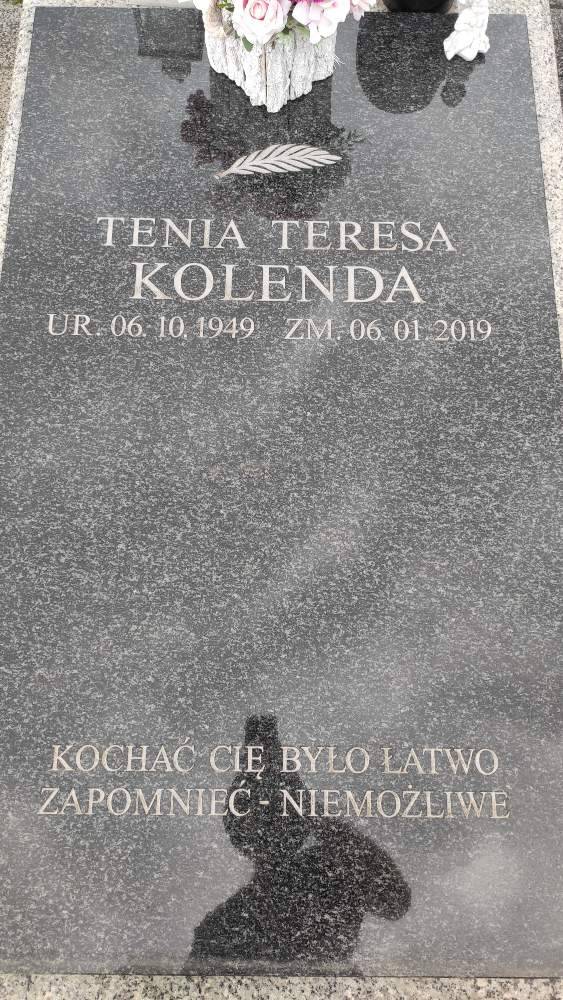 TENIA TERESA
KOLENDA
UR. 06. 10. 1949 ZM. 06. 01. 2019
KOCHAĆ CIĘ BYŁO ŁATWO
ZAPOMNIEĆ - NIEMOŻLIWE